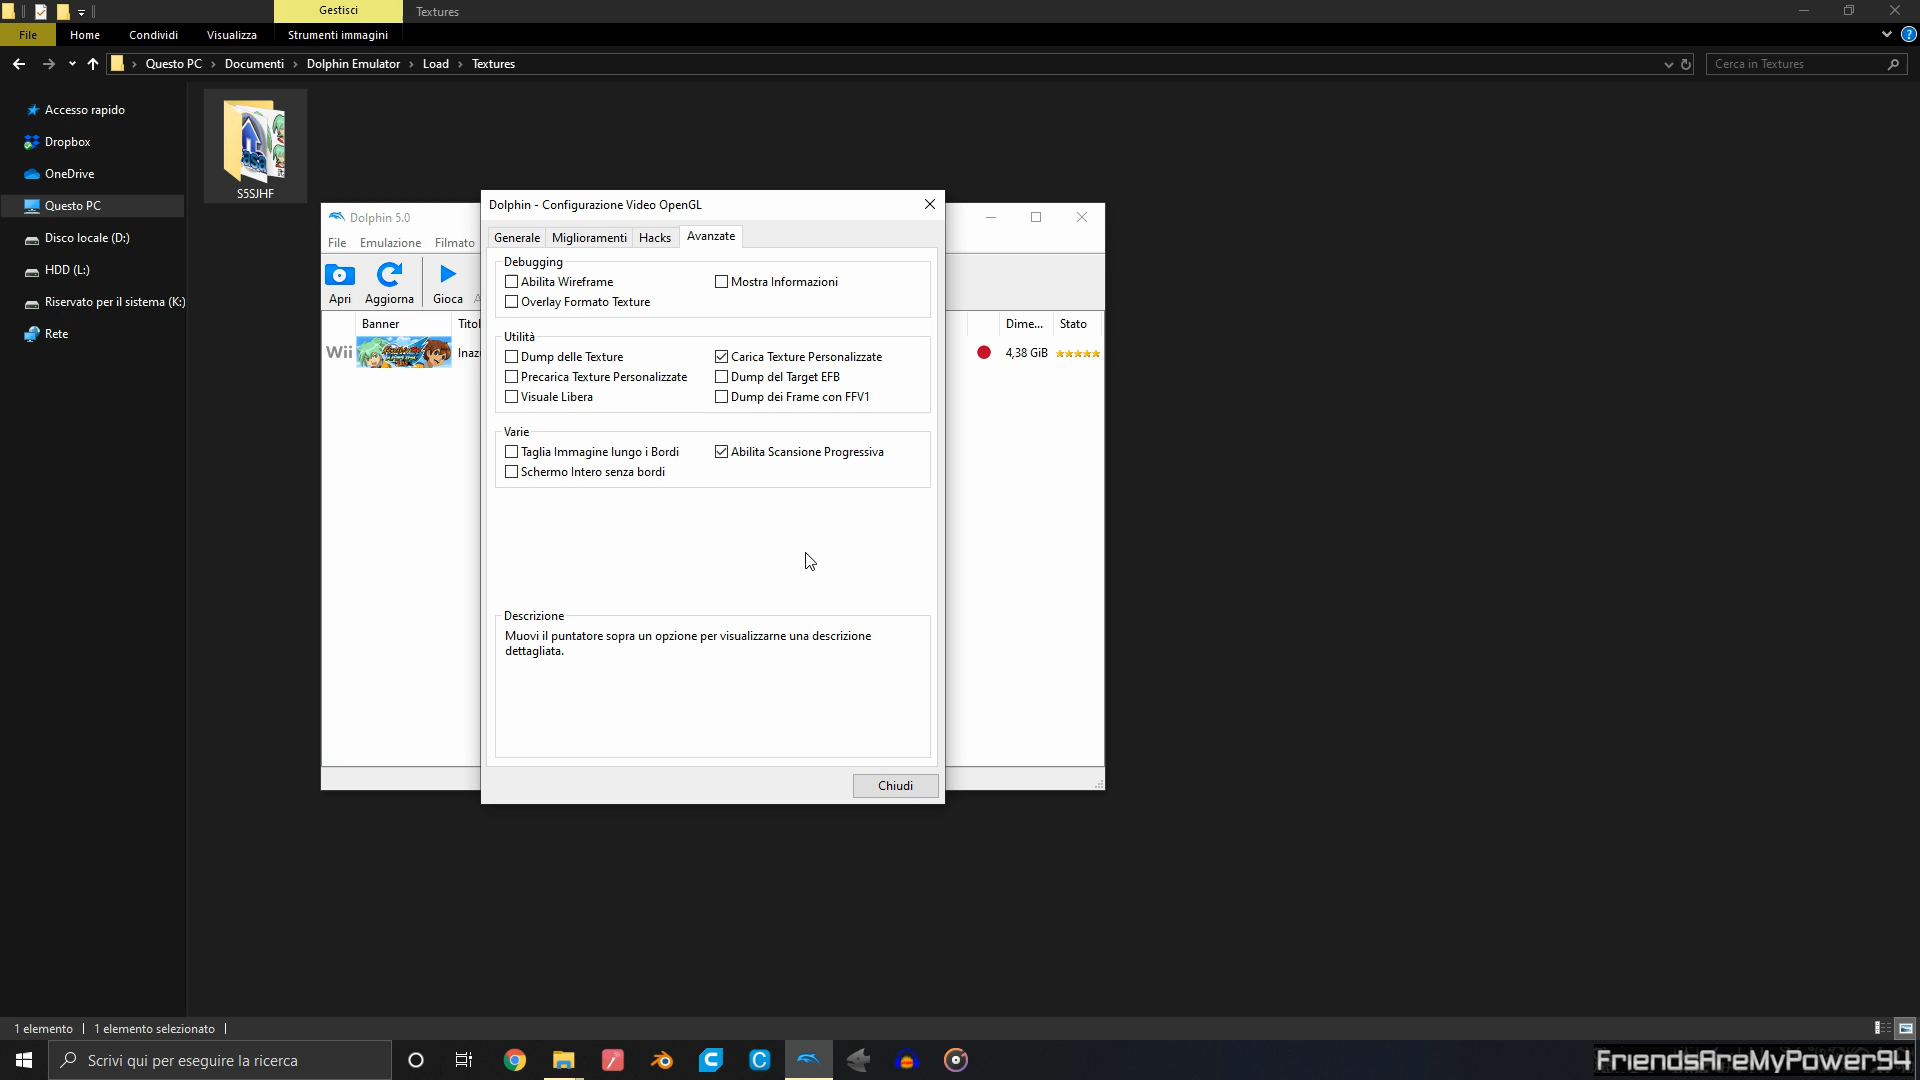 Gestisci
Textures
File
Home
Condividi
Visualizza
Strumenti immagini
Questo PC
Documenti
Dolphin Emulator
Load
Textures
Cerca in Textures
Accesso rapido
Dropbox
OneDrive
Questo PC
Disco locale (D:)
HDD (L:)
Riservato per il sistema (K:)
Rete
S5SJHF
Dolphin 5.0
File
Emulazione
Filmato
Apri
Aggiorna
Gioca
Banner
Titol
Dime...
Stato
Wii
Inaz
4,38 GiB
Dolphin - Configurazione Video OpenGL
Generale
Miglioramenti
Hacks
Avanzate
Debugging
Abilita Wireframe
Mostra Informazioni
Overlay Formato Texture
Utilità
Dump delle Texture
Carica Texture Personalizzate
Precarica Texture Personalizzate
Dump del Target EFB
Visuale Libera
Dump dei Frame con FFV1
Varie
Taglia Immagine lungo i Bordi
Abilita Scansione Progressiva
Schermo Intero senza bordi
Descrizione
Muovi il puntatore sopra un opzione per visualizzarne una descrizione
dettagliata.
Chiudi
1 elemento
1 elemento selezionato
Scrivi qui per eseguire la ricerca
FriendsAreMyPower94